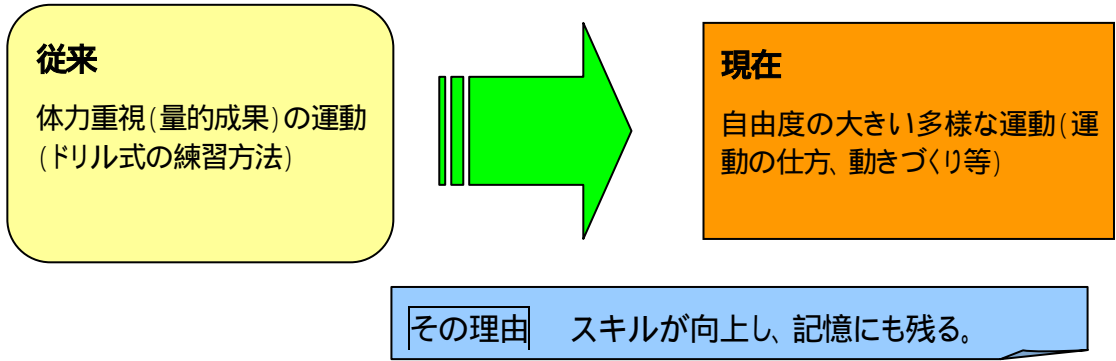 従来
体力重視(量的成果)の運動
(ドリル式の練習方法)
現在
自由度の大きい多様な運動(運
動の仕方、動きづくり等)
その理由　スキルが向上し、記憶にも残る。